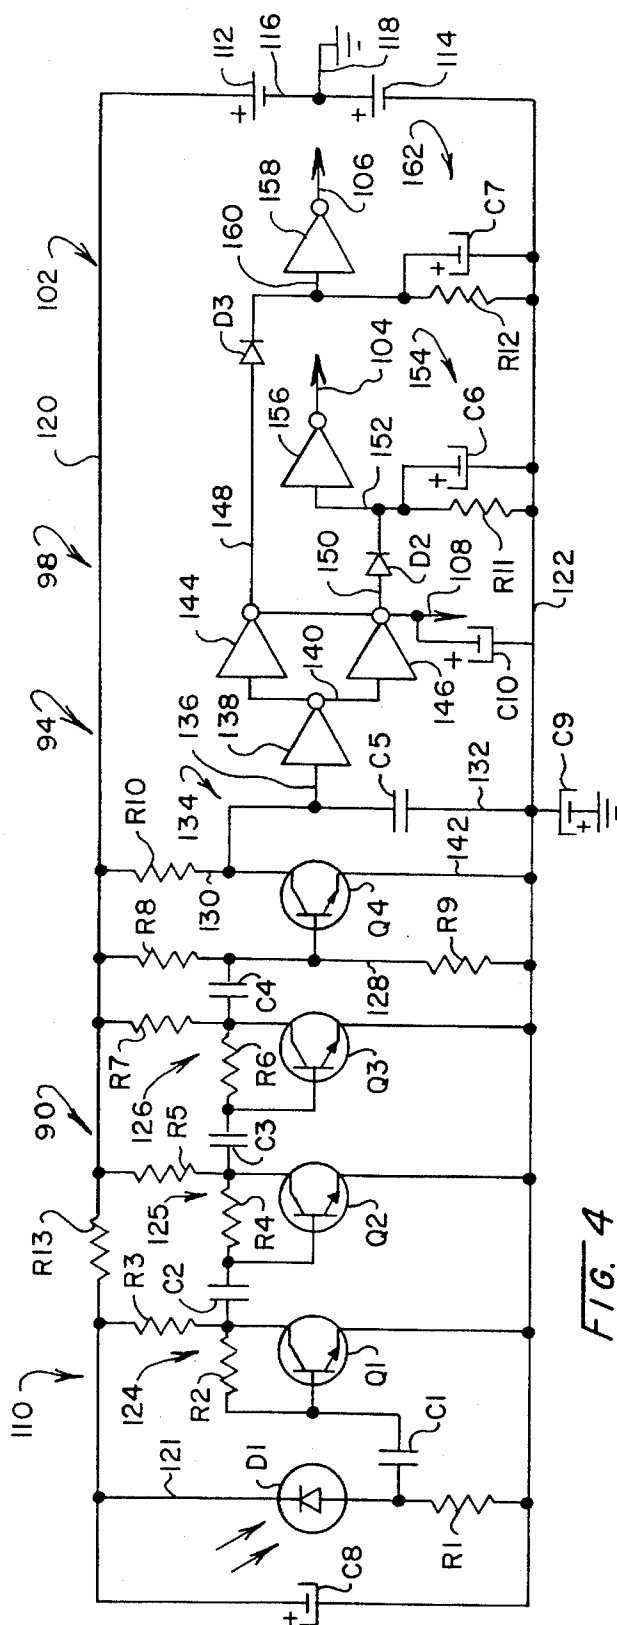 110
R13
90
94
98
120
102
121
R3
R5
R7
R8
R10
124
125
126
R2
C2
R4
C3
R6
C4
130
134
136
138
144
148
D3
160
158
112
116
D1
140
156
106
118
Q1
Q2
Q3
Q4
128
C5
150
152
104
C8
C1
R1
R9
142
132
146
D2
108
154
162
114
C10
R11
C6
R12
C7
C9
122
FIG. 4
+
+
+
+
+
+
+